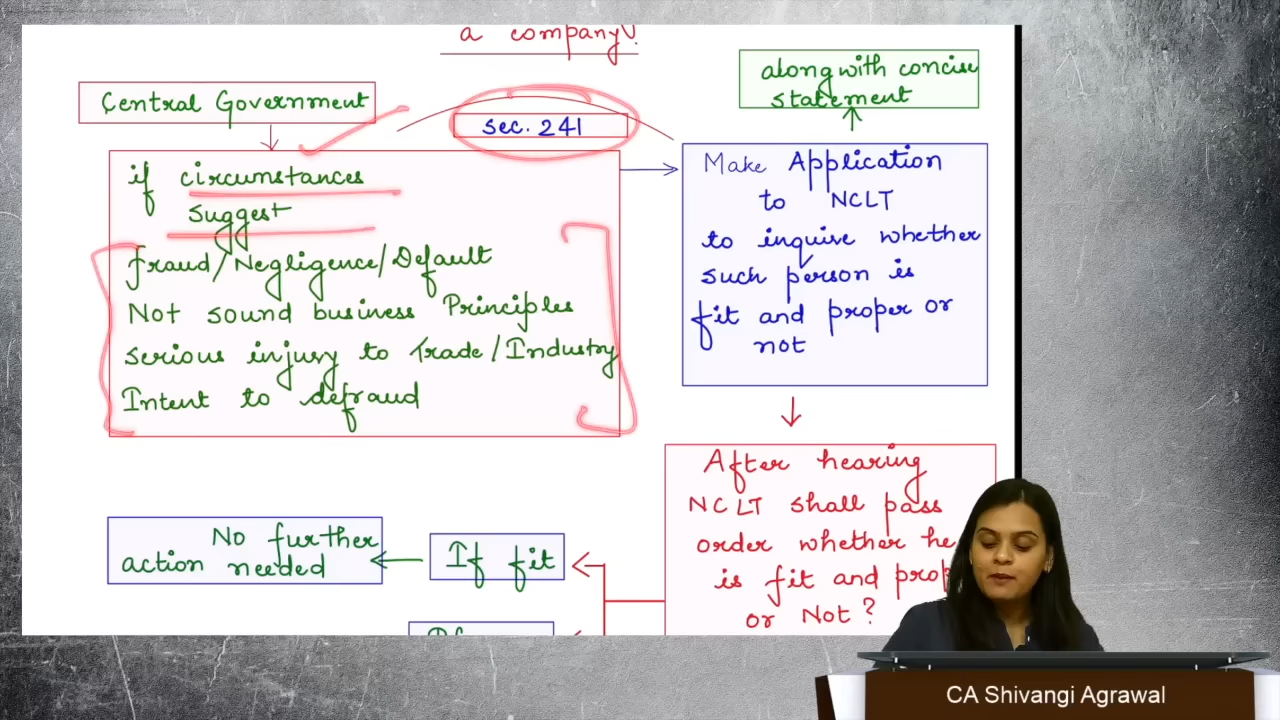 a company?
Central Government
sec. 241
along with concise
statement
if circumstances
suggest
fraud/Negligence/Default
Not sound business Principles
serious injury to Trade/Industry
Intent to defraud
Make Application
to NCLT
to inquire whether
such person is
fit and proper or
not
After hearing
NCLT shall pass
order whether he
is fit and prop
or Not?
If fit
No further
action needed
CA Shivangi Agrawal